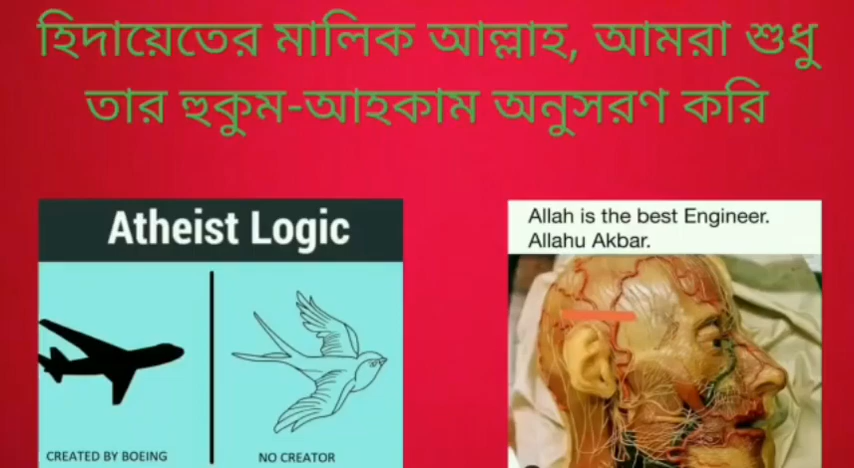 হিদায়েতের মালিক আল্লাহ, আমরা শুধু
তার হুকুম-আহকাম অনুসরণ করি
Atheist Logic
CREATED BY BOEING
NO CREATOR
Allah is the best Engineer.
Allahu Akbar.